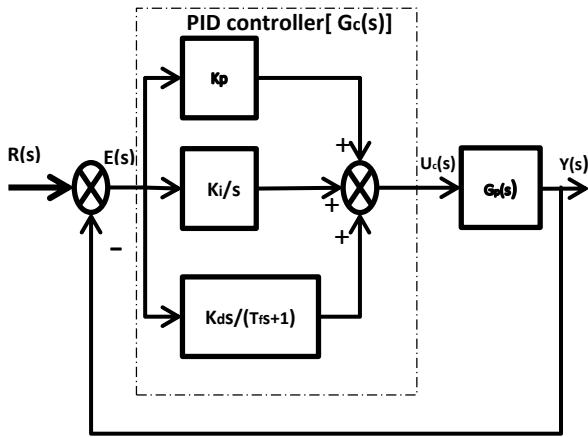 PID controller[ Gc(s)]
Kp
+
R(s)
E(s)
Ki/s
+
Uc(s)
Gp(s)
Y(s)
−
+
Kds/(Tfs+1)